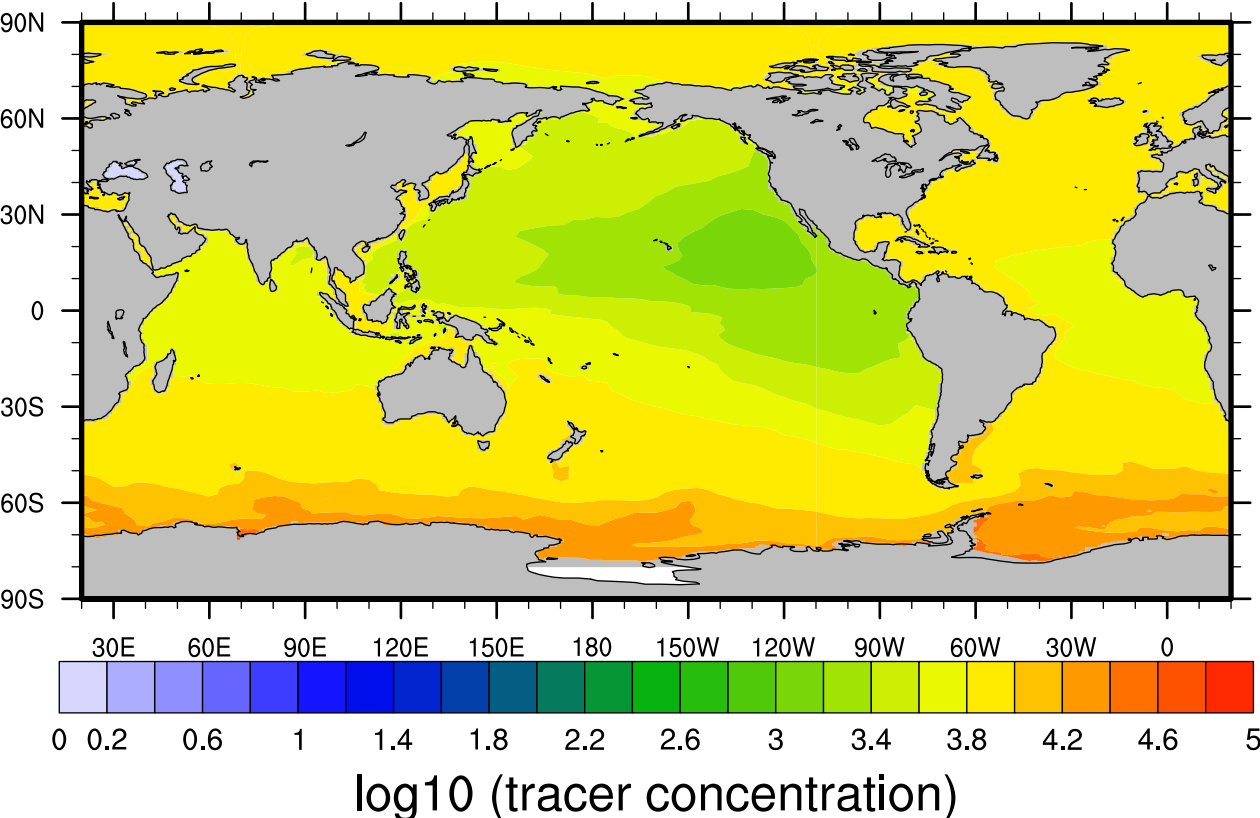 90N
60N
30N
0
30S
60S
90S
30E 60E 90E 120E 150E 180 150W 120W 90W 60W 30W 0
0 0.2 0.6 1 1.4 1.8 2.2 2.6 3 3.4 3.8 4.2 4.6 5
log10 (tracer concentration)